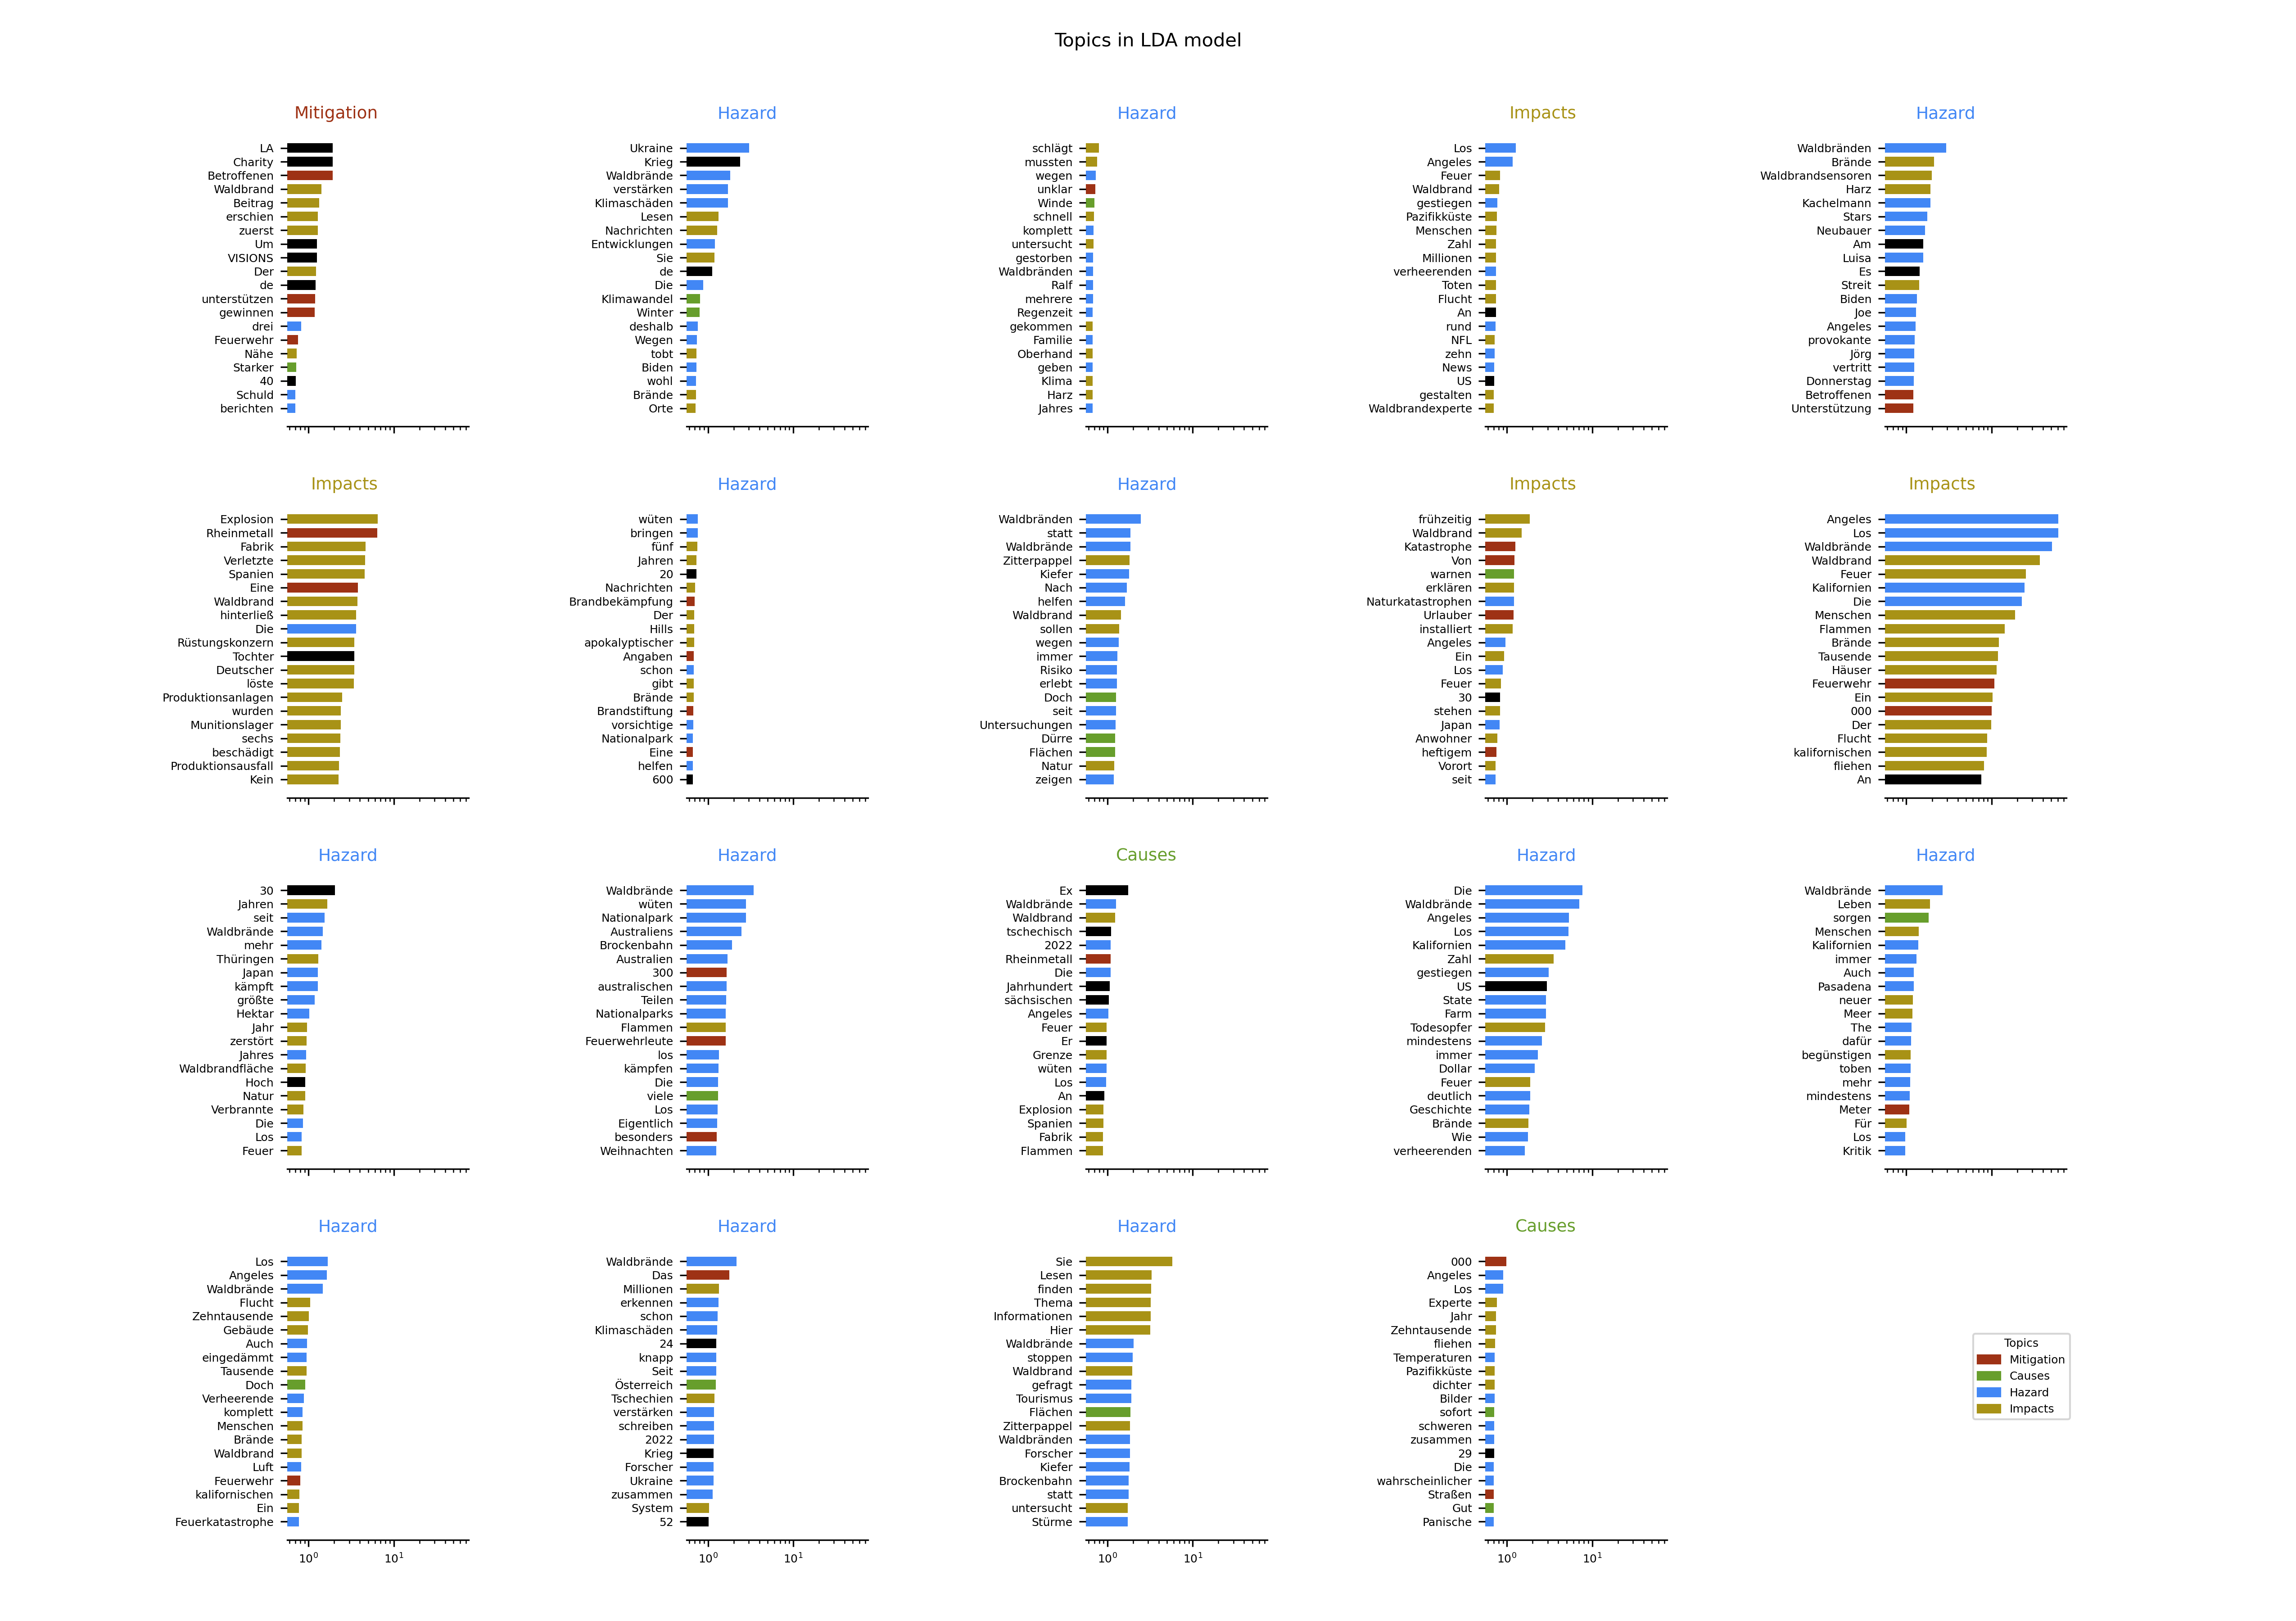 Topics in LDA model
Mitigation
LA
Charity
Betroffenen
Waldbrand
Beitrag
erschien
zuerst
Um
VISIONS
Der
de
unterstützen
gewinnen
drei
Feuerwehr
Nähe
Starker
40
Schuld
berichten
Hazard
Ukraine
Krieg
Waldbrände
verstärken
Klimaschäden
Lesen
Nachrichten
Entwicklungen
Sie
de
Die
Klimawandel
Winter
deshalb
Wegen
tobt
Biden
wohl
Brände
Orte
Hazard
schlägt
mussten
wegen
unklar
Winde
schnell
komplett
untersucht
gestorben
Waldbränden
Ralf
mehrere
Regenzeit
gekommen
Familie
Oberhand
geben
Klima
Harz
Jahres
Impacts
Los
Angeles
Feuer
Waldbrand
gestiegen
Pazifikküste
Menschen
Zahl
Millionen
verheerenden
Toten
Flucht
An
rund
NFL
zehn
News
US
gestalten
Waldbrandexperte
Hazard
Waldbränden
Brände
Waldbrandsensoren
Harz
Kachelmann
Stars
Neubauer
Am
Luisa
Es
Streit
Biden
Joe
Angeles
provokante
Jörg
vertritt
Donnerstag
Betroffenen
Unterstützung
Impacts
Explosion
Rheinmetall
Fabrik
Verletzte
Spanien
Eine
Waldbrand
hinterließ
Die
Rüstungskonzern
Tochter
Deutscher
löste
Produktionsanlagen
wurden
Munitionslager
sechs
beschädigt
Produktionsausfall
Kein
Hazard
wüten
bringen
fünf
Jahren
20
Nachrichten
Brandbekämpfung
Der
Hills
apokalyptischer
Angaben
schon
gibt
Brände
Brandstiftung
vorsichtige
Nationalpark
Eine
helfen
600
Hazard
Waldbränden
statt
Waldbrände
Zitterpappel
Kiefer
Nach
helfen
Waldbrand
sollen
wegen
immer
Risiko
erlebt
Doch
seit
Untersuchungen
Dürre
Flächen
Natur
zeigen
Impacts
frühzeitig
Waldbrand
Katastrophe
Von
warnen
erklären
Naturkatastrophen
Urlauber
installiert
Angeles
Ein
Los
Feuer
30
stehen
Japan
Anwohner
heftigem
Vorort
seit
Impacts
Angeles
Los
Waldbrände
Waldbrand
Feuer
Kalifornien
Die
Menschen
Flammen
Brände
Tausende
Häuser
Feuerwehr
Ein
000
Der
Flucht
kalifornischen
fliehen
An
Hazard
30
Jahren
seit
Waldbrände
mehr
Thüringen
Japan
kämpft
größte
Hektar
Jahr
zerstört
Jahres
Waldbrandfläche
Hoch
Natur
Verbrannte
Die
Los
Feuer
Hazard
Waldbrände
wüten
Nationalpark
Australiens
Brockenbahn
Australien
300
australischen
Teilen
Nationalparks
Flammen
Feuerwehrleute
los
kämpfen
Die
viele
Los
Eigentlich
besonders
Weihnachten
Causes
Ex
Waldbrände
Waldbrand
tschechisch
2022
Rheinmetall
Die
Jahrhundert
sächsischen
Angeles
Feuer
Er
Grenze
wüten
Los
An
Explosion
Spanien
Fabrik
Flammen
Hazard
Die
Waldbrände
Angeles
Los
Kalifornien
Zahl
gestiegen
US
State
Farm
Todesopfer
mindestens
immer
Dollar
Feuer
deutlich
Geschichte
Brände
Wie
verheerenden
Hazard
Waldbrände
Leben
sorgen
Menschen
Kalifornien
immer
Auch
Pasadena
neuer
Meer
The
dafür
begünstigen
toben
mehr
mindestens
Meter
Für
Los
Kritik
Hazard
Los
Angeles
Waldbrände
Flucht
Zehntausende
Gebäude
Auch
eingedämmt
Tausende
Doch
Verheerende
komplett
Menschen
Brände
Waldbrand
Luft
Feuerwehr
kalifornischen
Ein
Feuerkatastrophe
10⁰ 10¹
Hazard
Waldbrände
Das
Millionen
erkennen
schon
Klimaschäden
24
knapp
Seit
Österreich
Tschechien
verstärken
schreiben
2022
Krieg
Forscher
Ukraine
zusammen
System
52
10⁰ 10¹
Hazard
Sie
Lesen
finden
Thema
Informationen
Hier
Waldbrände
stoppen
Waldbrand
gefragt
Tourismus
Flächen
Zitterpappel
Waldbränden
Forscher
Kiefer
Brockenbahn
statt
untersucht
Stürme
10⁰ 10¹
Causes
000
Angeles
Los
Experte
Jahr
Zehntausende
fliehen
Temperaturen
Pazifikküste
dichter
Bilder
sofort
schweren
zusammen
29
Die
wahrscheinlicher
Straßen
Gut
Panische
10⁰ 10¹
Topics
Mitigation
Causes
Hazard
Impacts